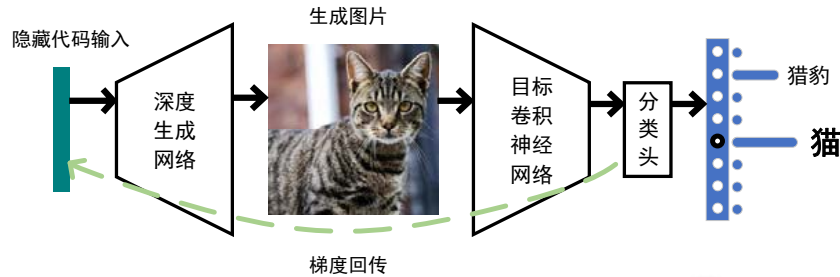 生成图片
隐藏代码输入
深度
生成
网络
目标
卷积
神经
网络
分
类
头
猎豹
猫
梯度回传